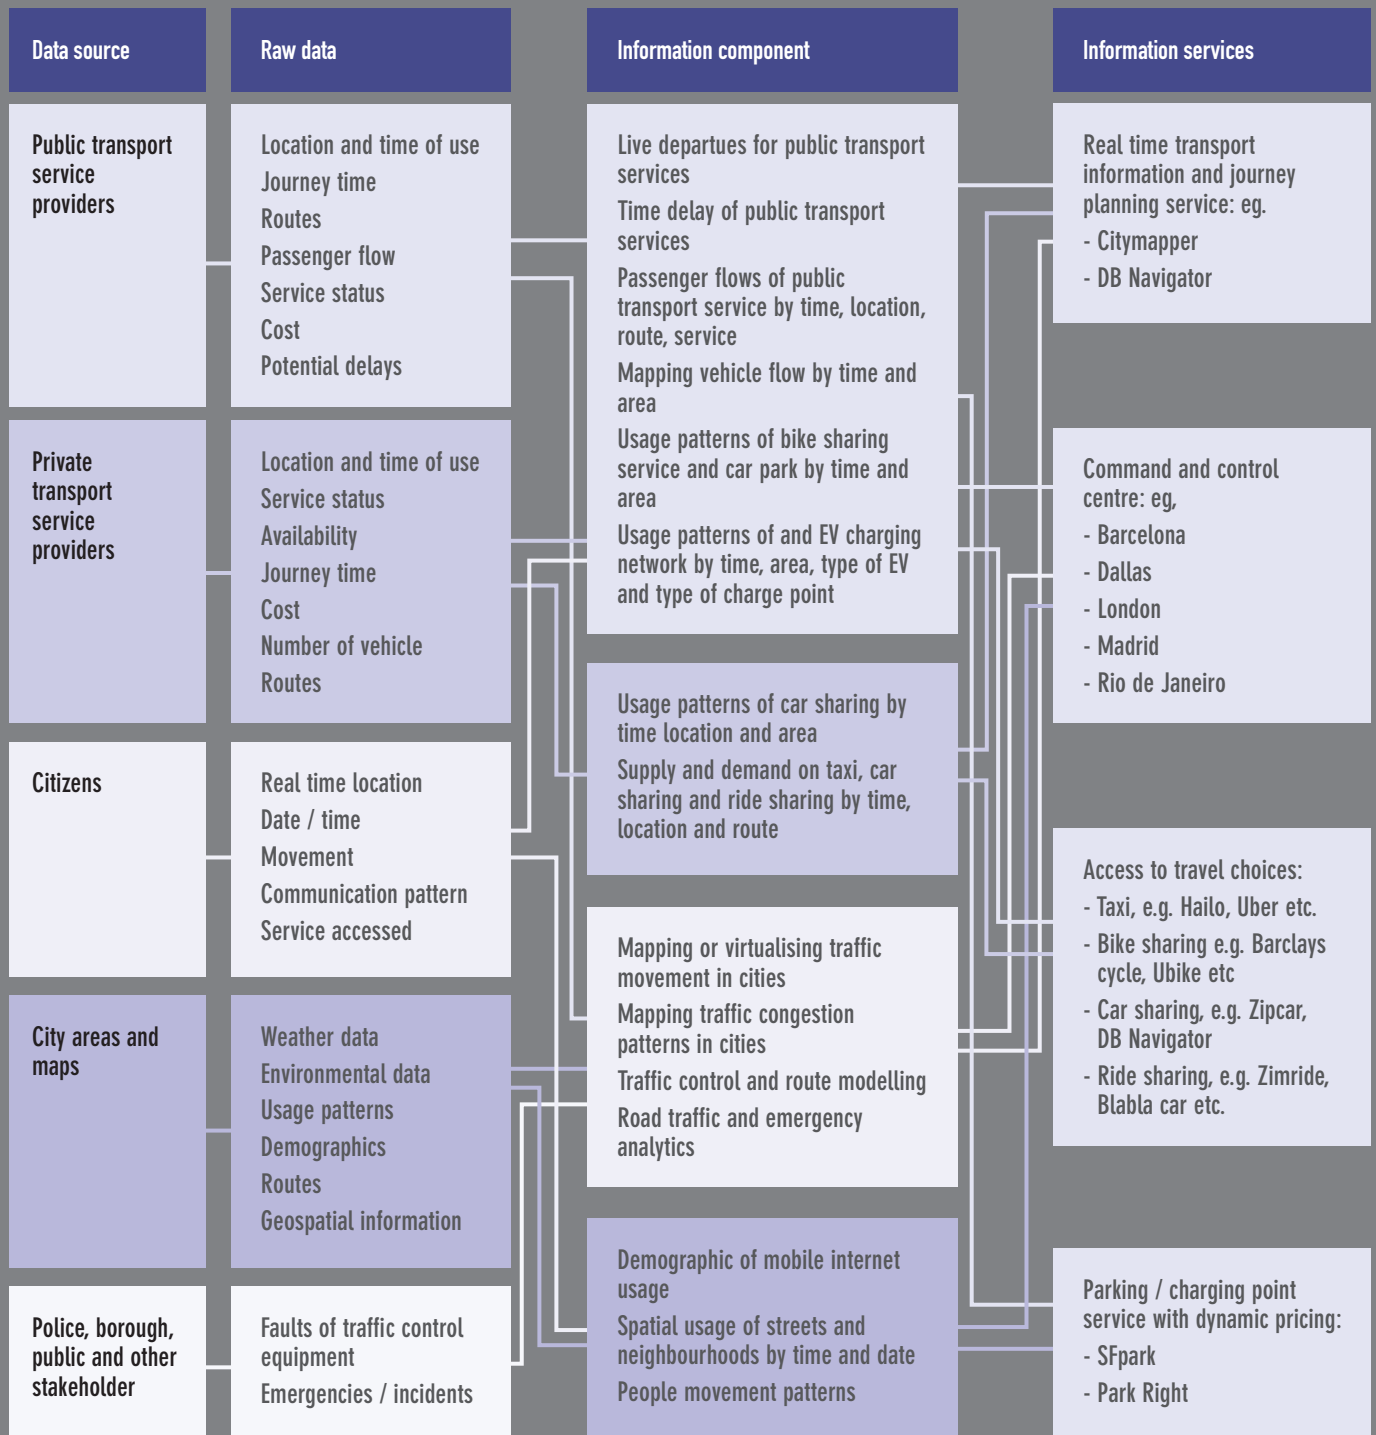 Data source
Raw data
Information component
Information services
Public transport
service
providers
Location and time of use
Journey time
Routes
Passenger flow
Service status
Cost
Potential delays
Live departues for public transport
services
Time delay of public transport
services
Passenger flows of public
transport service by time, location,
route, service
Mapping vehicle flow by time and
area
Usage patterns of bike sharing
service and car park by time and
area
Usage patterns of and EV charging
network by time, area, type of EV
and type of charge point
Real time transport
information and journey
planning service: eg.
- Citymapper
- DB Navigator
Private
transport
service
providers
Location and time of use
Service status
Availability
Journey time
Cost
Number of vehicle
Routes
Usage patterns of car sharing by
time location and area
Supply and demand on taxi, car
sharing and ride sharing by time,
location and route
Command and control
centre: eg,
- Barcelona
- Dallas
- London
- Madrid
- Rio de Janeiro
Citizens
Real time location
Date / time
Movement
Communication pattern
Service accessed
Mapping or virtualising traffic
movement in cities
Mapping traffic congestion
patterns in cities
Traffic control and route modelling
Road traffic and emergency
analytics
Access to travel choices:
- Taxi, e.g. Hailo, Uber etc.
- Bike sharing e.g. Barclays
cycle, Ubike etc
- Car sharing, e.g. Zipcar,
DB Navigator
- Ride sharing, e.g. Zimride,
Blabla car etc.
City areas and
maps
Weather data
Environmental data
Usage patterns
Demographics
Routes
Geospatial information
Demographic of mobile internet
usage
Spatial usage of streets and
neighbourhoods by time and date
People movement patterns
Parking / charging point
service with dynamic pricing:
- SFpark
- Park Right
Police, borough,
public and other
stakeholder
Faults of traffic control
equipment
Emergencies / incidents